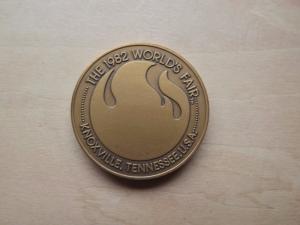 THE 1982 WORLD'S FAIR
KNOXVILLE, TENNESSEE, U.S.A.